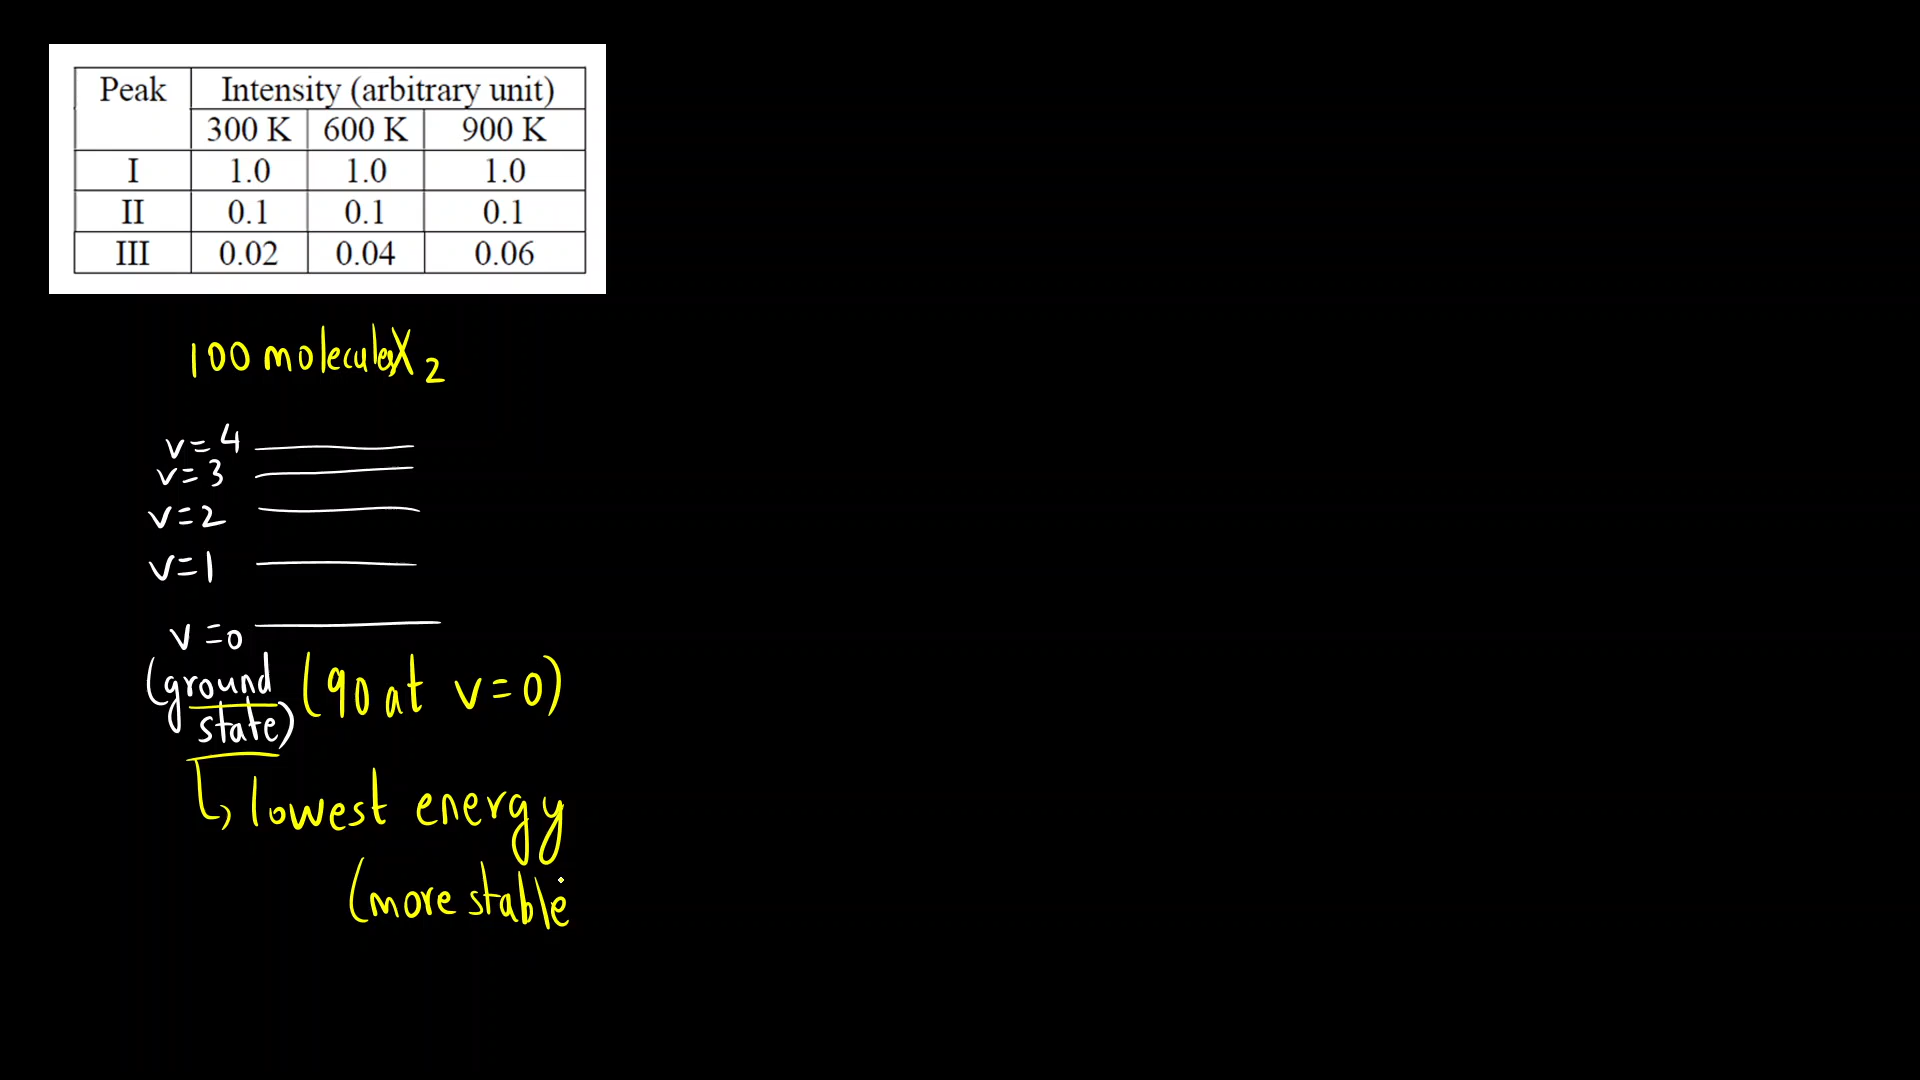 Peak Intensity (arbitrary unit)
300 K 600 K 900 K
I 1.0 1.0 1.0
II 0.1 0.1 0.1
III 0.02 0.04 0.06
100 molecules X2
v=4
v=3
v=2
v=1
v=0
(ground (90 at v=0)
state)
lowest energy
(more stable